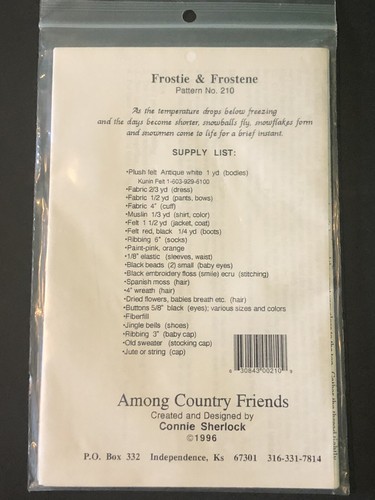 Frostie & Frostene
Pattern No. 210
As the temperature drops below freezing
and the days become shorter, snowballs fly, snowflakes form
and snowmen come to life for a brief instant.
SUPPLY LIST:
•Plush felt Antique white 1 yd (bodies)
Kunin Felt 1-603-929-6100
•Fabric 2/3 yd (dress)
•Fabric 1/2 yd (pants, bows)
•Fabric 4" (cuff)
•Muslin 1/3 yd (shirt, color)
•Felt 1 1/2 yd (jacket, coat)
•Felt red, black 1/4 yd (boots)
•Ribbing 6" (socks)
•Paint-pink, orange
•1/8" elastic (sleeves, waist)
•Black beads (2) small (baby eyes)
•Black embroidery floss (smile) ecru (stitching)
•Spanish moss (hair)
•4" wreath (hair)
•Dried flowers, babies breath etc. (hair)
•Buttons 5/8" black (eyes); various sizes and colors
•Fiberfill
•Jingle bells (shoes)
•Ribbing 3" (baby cap)
•Old sweater (stocking cap)
•Jute or string (cap)
6 30843 00210 9
Among Country Friends
Created and Designed by
Connie Sherlock
©1996
P.O. Box 332 Independence, Ks 67301 316-331-7814